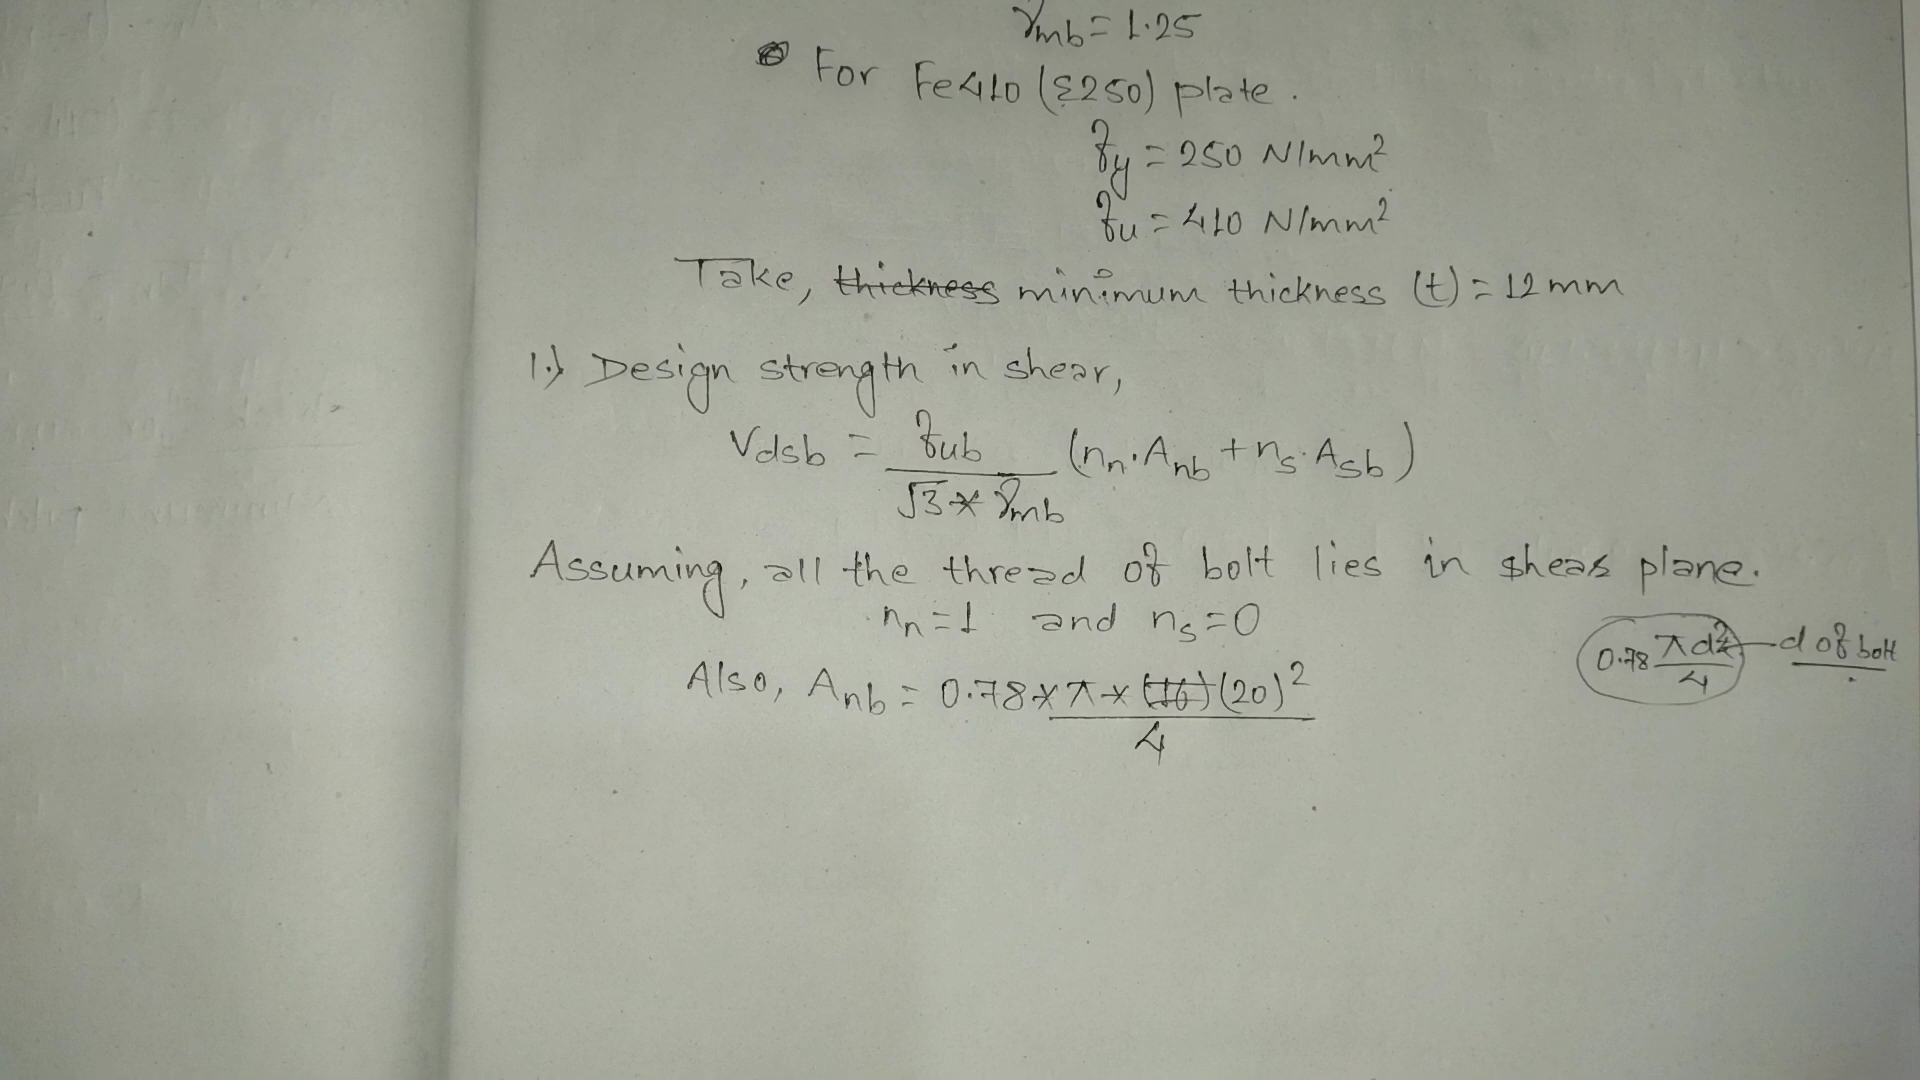 γmb = 1.25
For Fe410 (E250) plate.
fy = 250 N/mm²
fu = 410 N/mm²
Take, thickness minimum thickness (t) = 12 mm
1.) Design strength in shear,
Vdsb = fub / √3 * γmb (nn · Anb + ns · Asb)
Assuming, all the thread of bolt lies in shear plane.
nn = 1 and ns = 0
0.78 πd²/4 — d of bolt
Also, Anb = 0.78 * π * (16) (20)² / 4